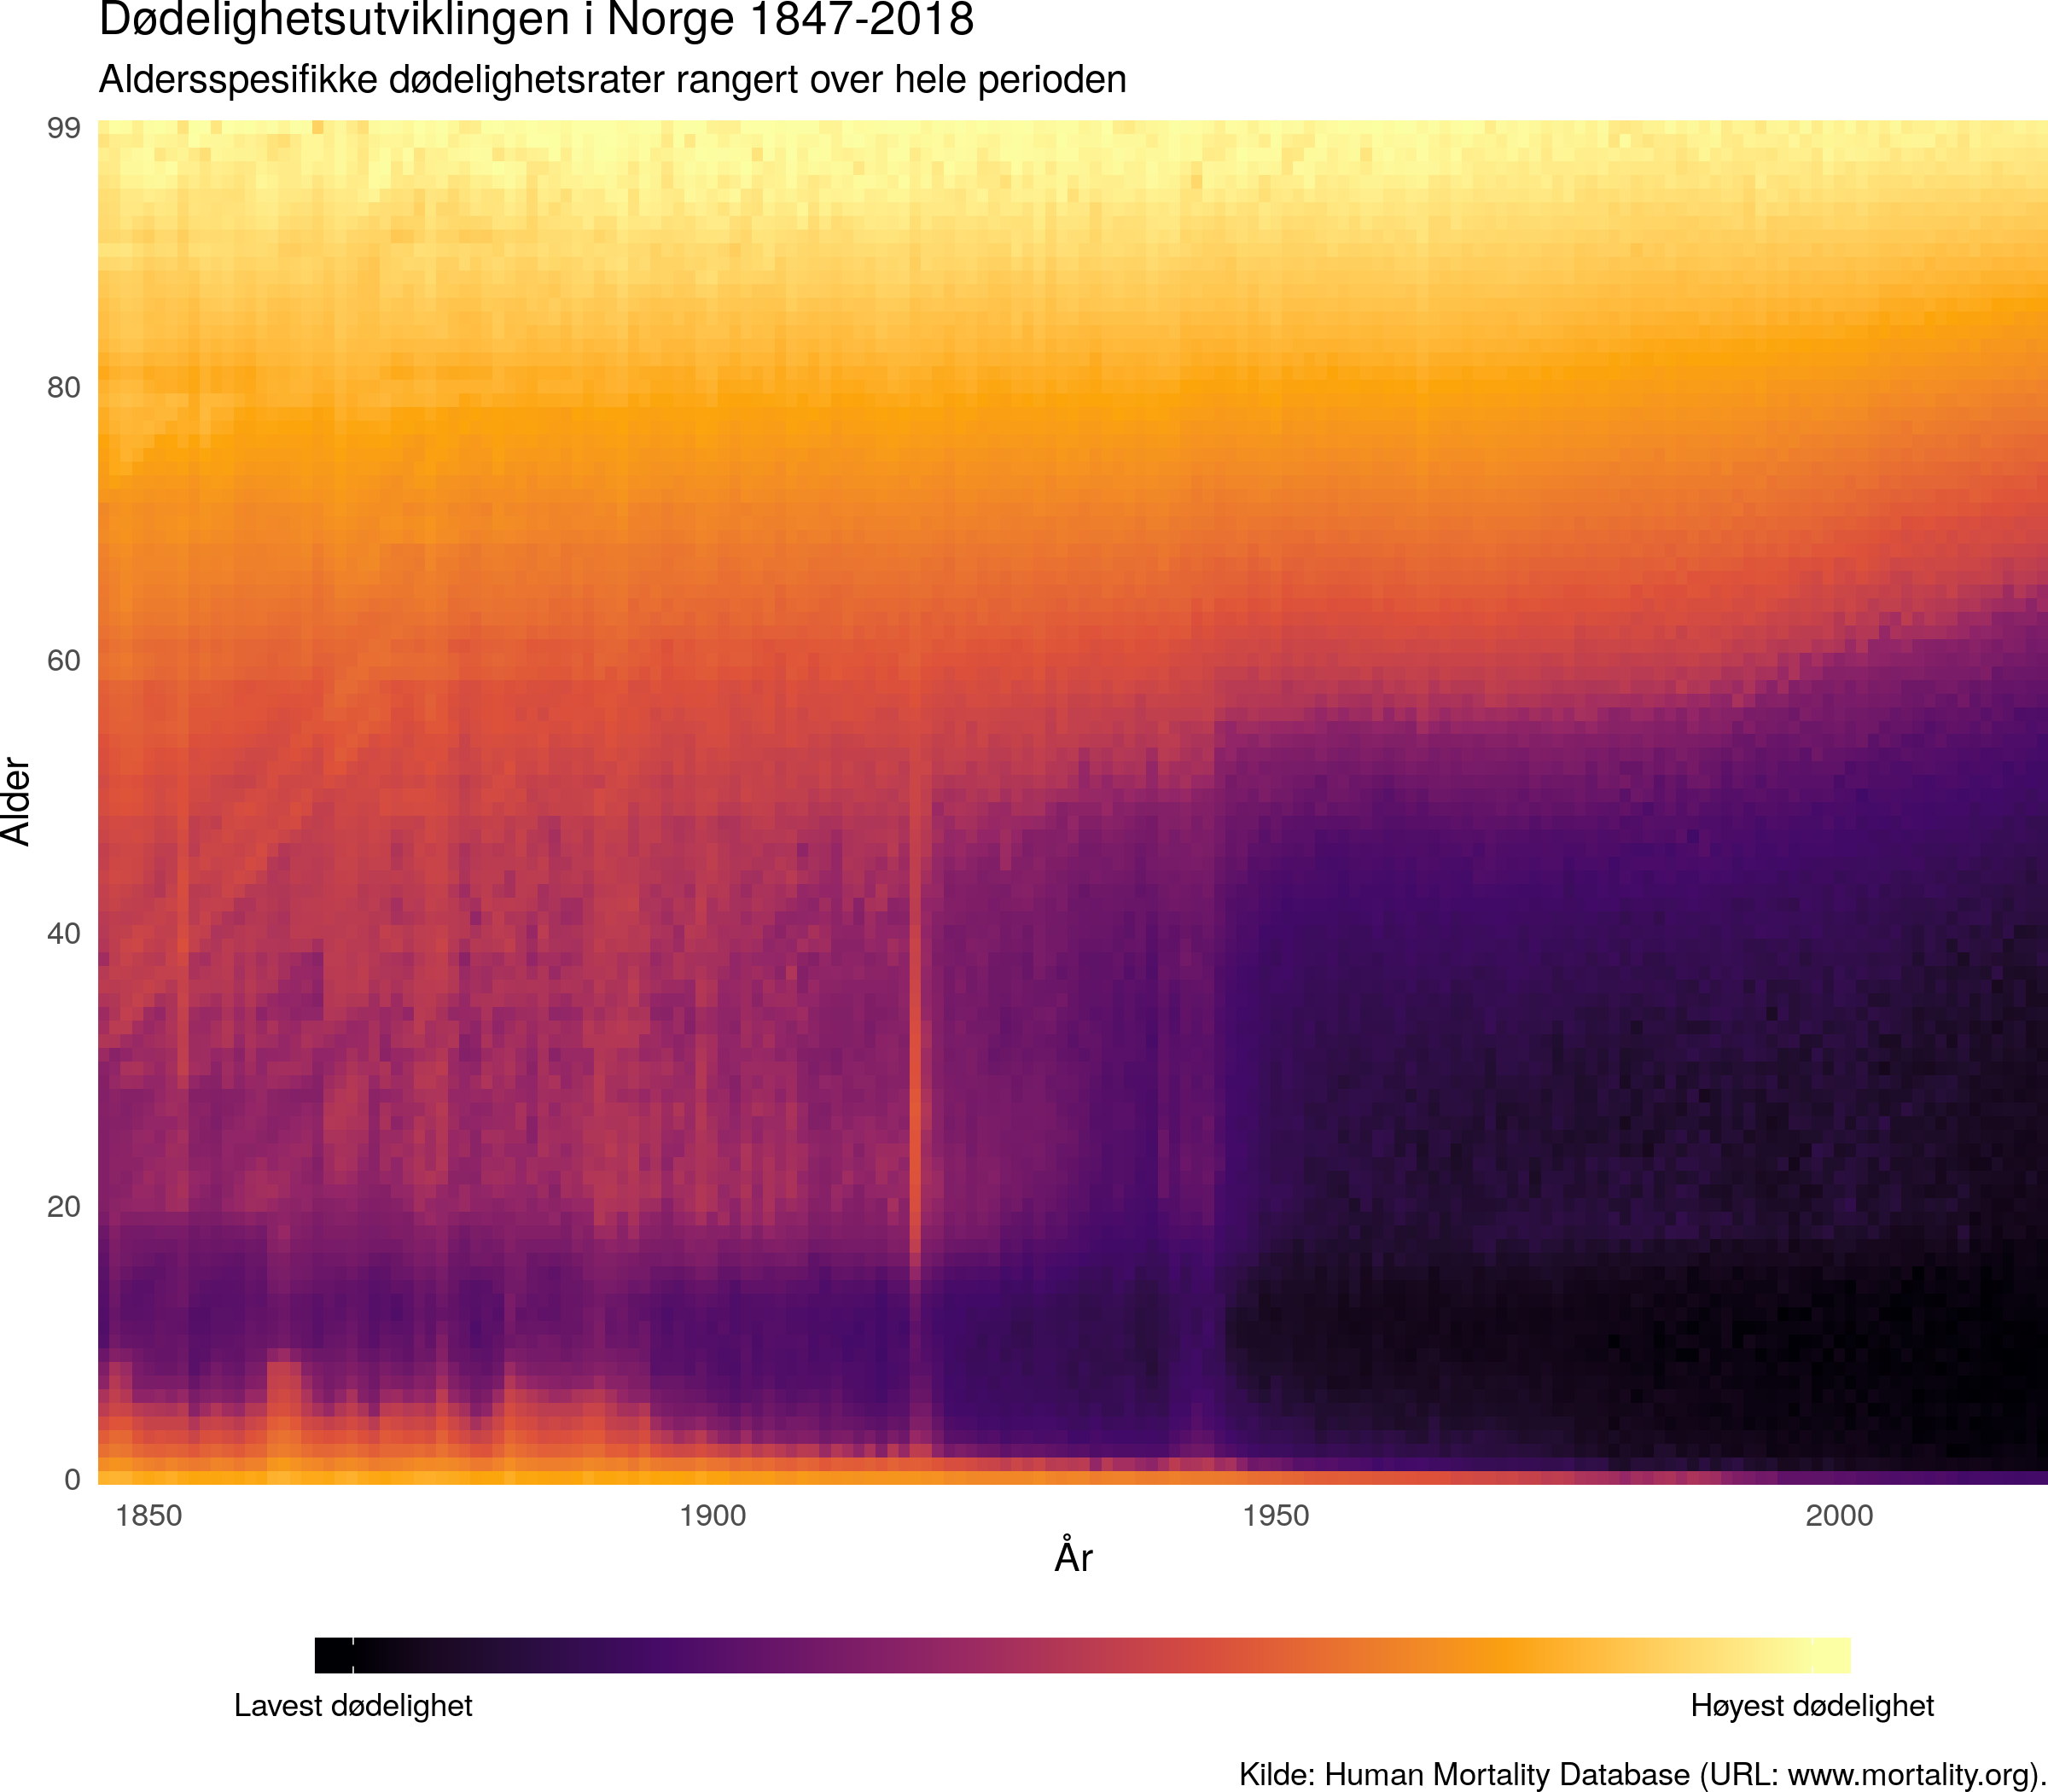 Dødelighetsutviklingen i Norge 1847-2018
Aldersspesifikke dødelighetsrater rangert over hele perioden
99
80
60
40
20
0
Alder
1850 1900 1950 2000
År
Lavest dødelighet Høyest dødelighet
Kilde: Human Mortality Database (URL: www.mortality.org).